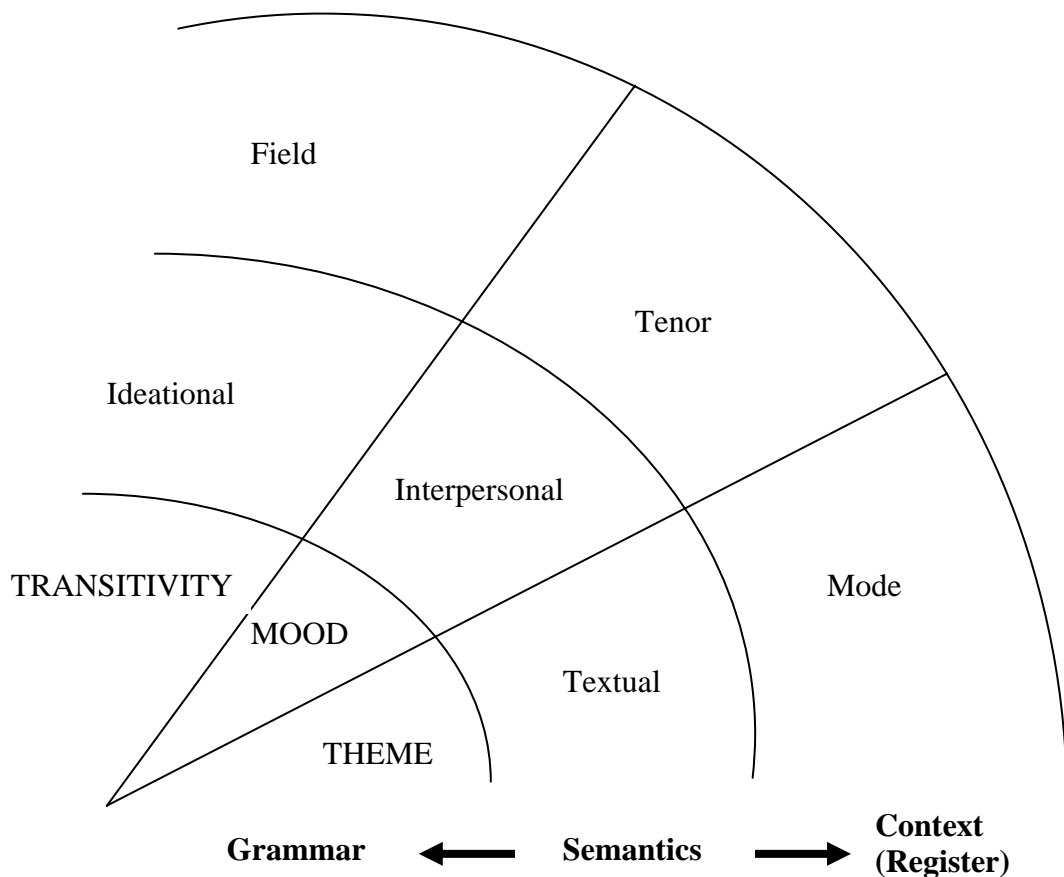 Field
Tenor
Ideational
Interpersonal
TRANSITIVITY
Mode
MOOD
Textual
THEME
Grammar
Semantics
Context
(Register)